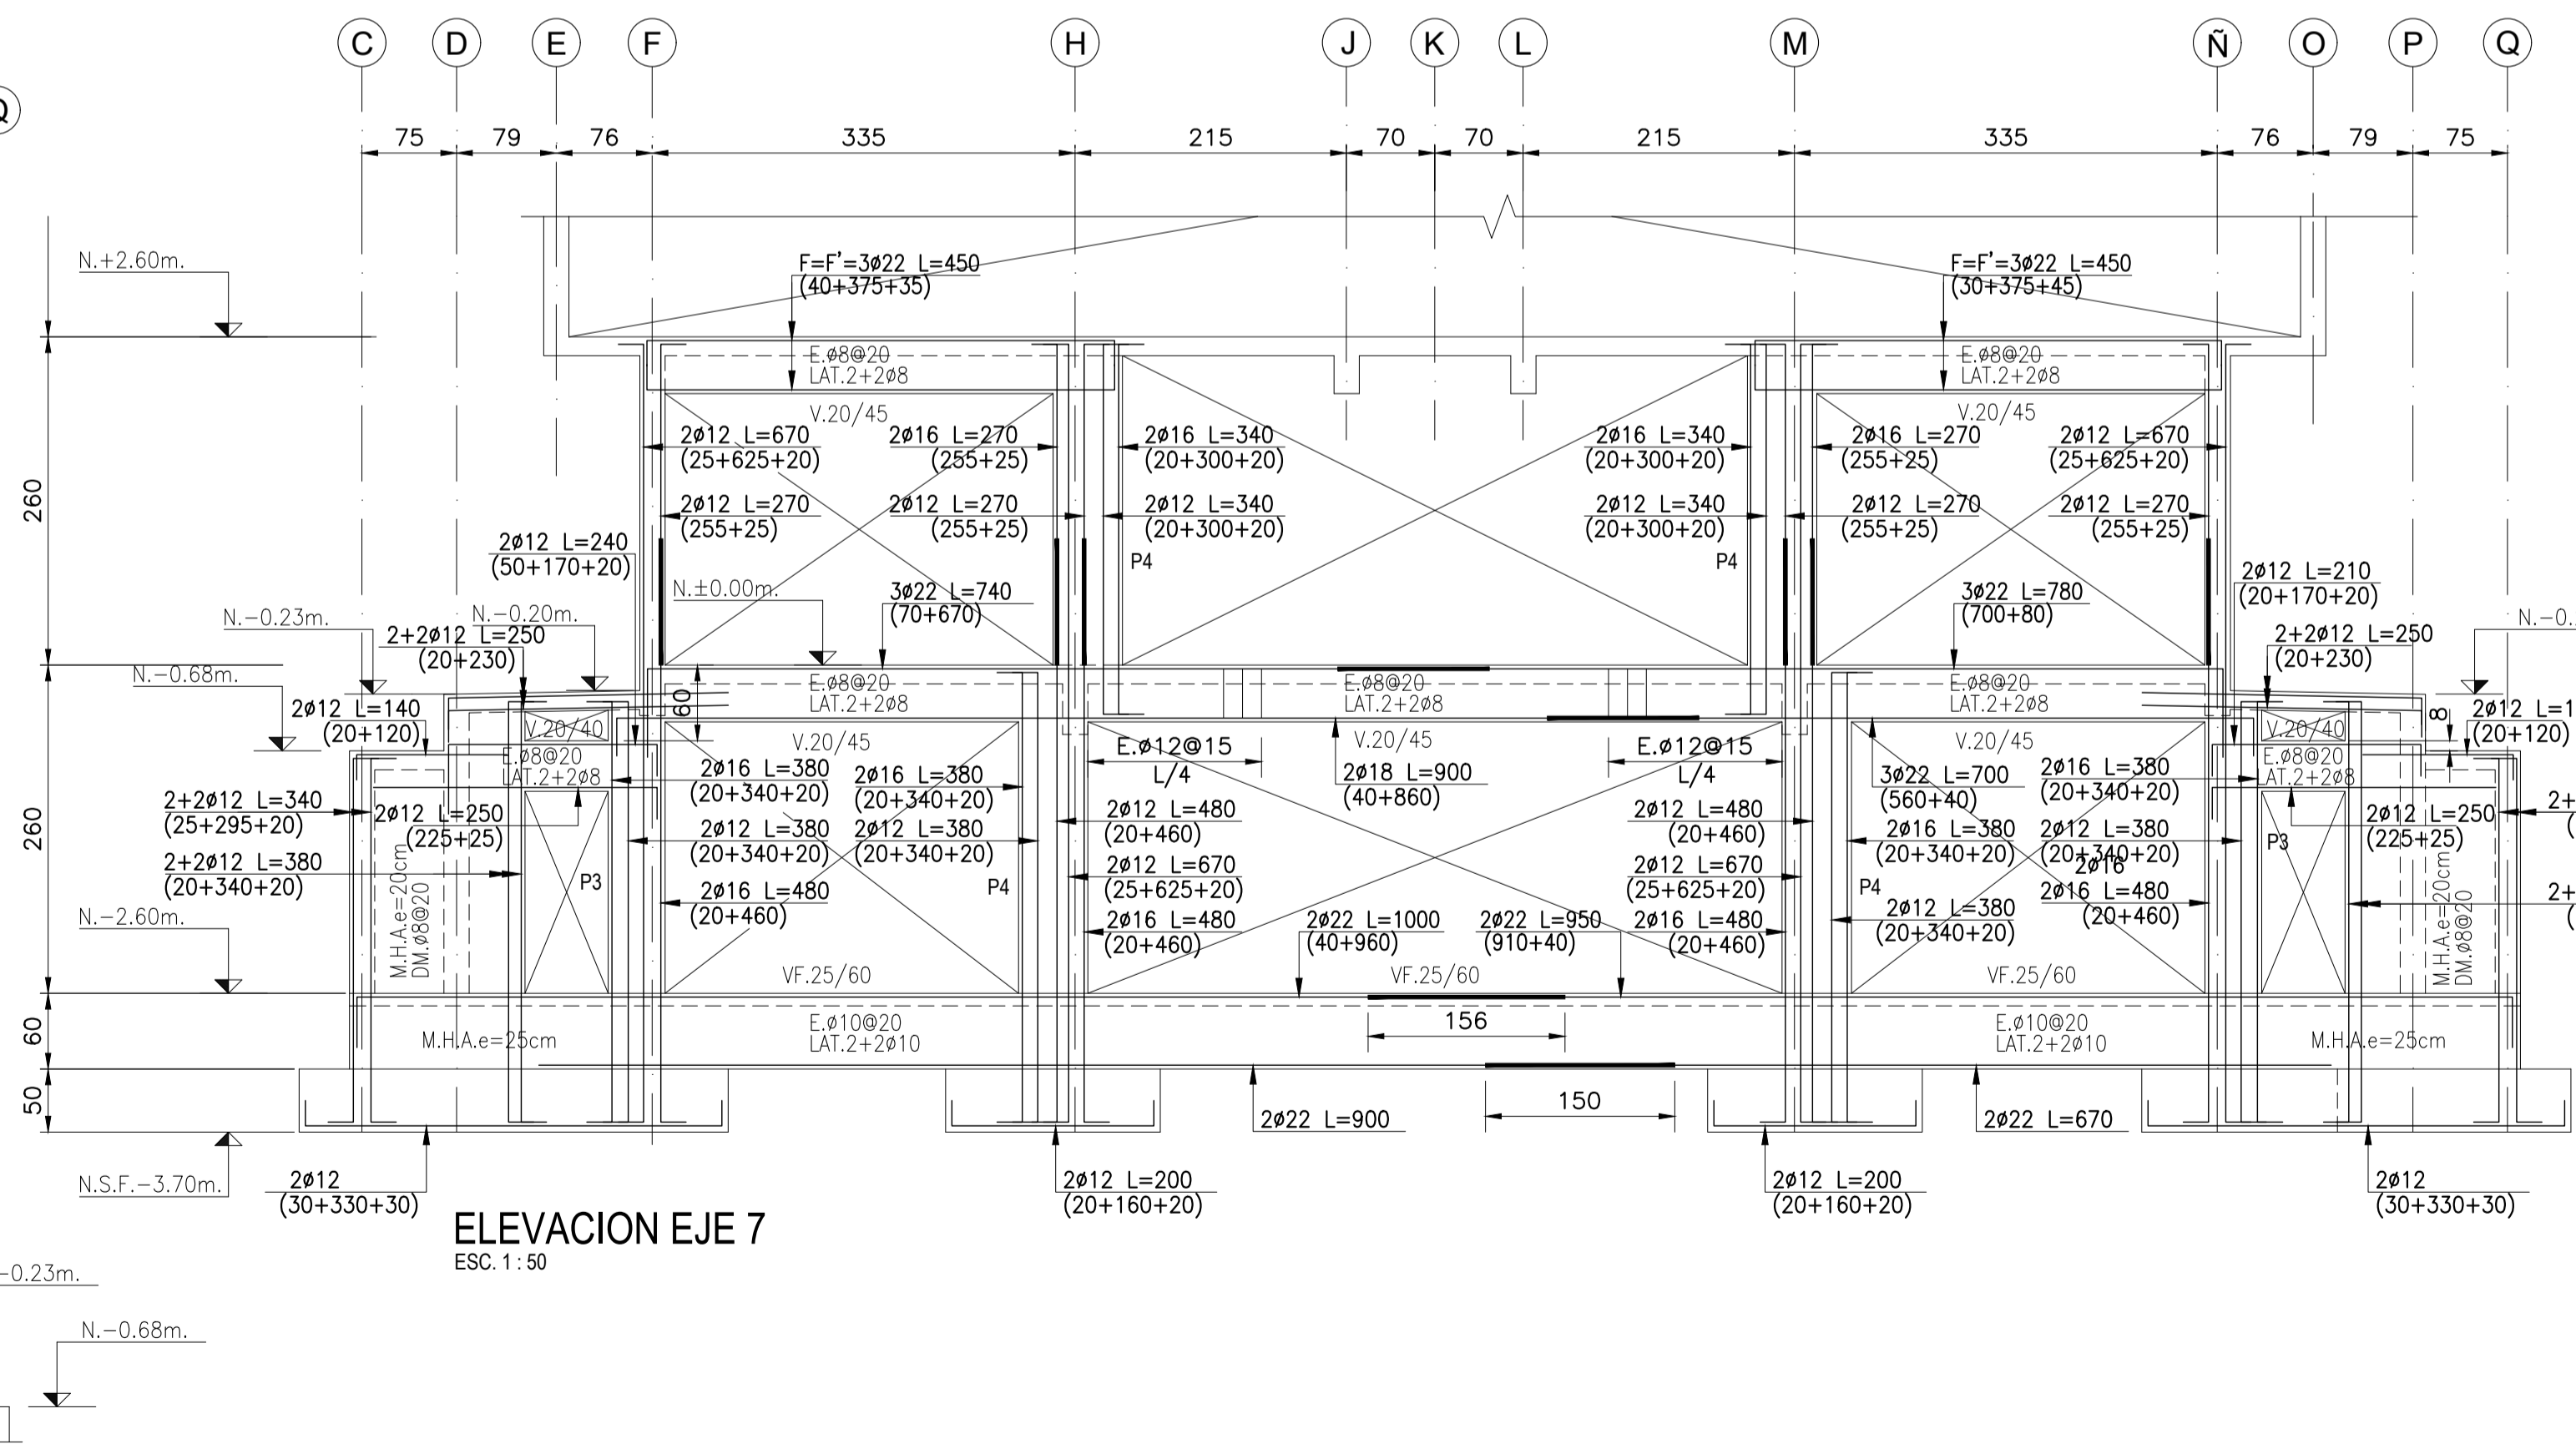 C D E F H J K L M Ñ O P Q
Q
75 79 76 335 215 70 70 215 335 76 79 75
N.+2.60m.
F=F'=3ø22 L=450
(40+375+35)
F=F'=3ø22 L=450
(30+375+45)
E.ø8@20
LAT.2+2ø8
E.ø8@20
LAT.2+2ø8
V.20/45
V.20/45
260
2ø12 L=670
(25+625+20)
2ø16 L=270
(255+25)
2ø16 L=340
(20+300+20)
2ø16 L=340
(20+300+20)
2ø16 L=270
(255+25)
2ø12 L=670
(25+625+20)
2ø12 L=270
(255+25)
2ø12 L=270
(255+25)
2ø12 L=340
(20+300+20)
2ø12 L=340
(20+300+20)
2ø12 L=270
(255+25)
2ø12 L=270
(255+25)
P4
P4
2ø12 L=240
(50+170+20)
N.±0.00m.
3ø22 L=740
(70+670)
3ø22 L=780
(700+80)
2ø12 L=210
(20+170+20)
N.-0.23m.
N.-0.20m.
2+2ø12 L=250
(20+230)
2+2ø12 L=250
(20+230)
N.-0.68m.
2ø12 L=140
(20+120)
60
E.ø8@20
LAT.2+2ø8
E.ø8@20
LAT.2+2ø8
E.ø8@20
LAT.2+2ø8
8
(20+120)
V.20/40
E.ø8@20
LAT.2+2ø8
V.20/45
E.ø12@15
L/4
V.20/45
E.ø12@15
L/4
V.20/45
V.20/40
E.ø8@20
LAT.2+2ø8
260
2ø16 L=380
(20+340+20)
2ø16 L=380
(20+340+20)
2ø18 L=900
(40+860)
3ø22 L=700
(560+40)
2ø16 L=380
(20+340+20)
2+2ø12 L=340
(25+295+20)
2ø12 L=250
(225+25)
2ø12 L=480
(20+460)
2ø12 L=480
(20+460)
2ø12 L=250
(225+25)
2ø12 L=380
(20+340+20)
2ø12 L=380
(20+340+20)
2ø16 L=380
(20+340+20)
2ø12 L=380
(20+340+20)
2ø16
2+2ø12 L=380
(20+340+20)
P3
2ø12 L=670
(25+625+20)
2ø12 L=670
(25+625+20)
P3
M.H.A.e=20cm
DM.ø8@20
2ø16 L=480
(20+460)
P4
P4
2ø16 L=480
(20+460)
M.H.A.e=20cm
DM.ø8@20
N.-2.60m.
2ø16 L=480
(20+460)
2ø22 L=1000
(40+960)
2ø22 L=950
(910+40)
2ø16 L=480
(20+460)
2ø12 L=380
(20+340+20)
VF.25/60
VF.25/60
VF.25/60
60
M.H.A.e=25cm
E.ø10@20
LAT.2+2ø10
156
E.ø10@20
LAT.2+2ø10
M.H.A.e=25cm
50
2ø22 L=900
150
2ø22 L=670
N.S.F.-3.70m.
2ø12
(30+330+30)
2ø12 L=200
(20+160+20)
2ø12 L=200
(20+160+20)
2ø12
(30+330+30)
ELEVACION EJE 7
ESC. 1 : 50
-0.23m.
N.-0.68m.